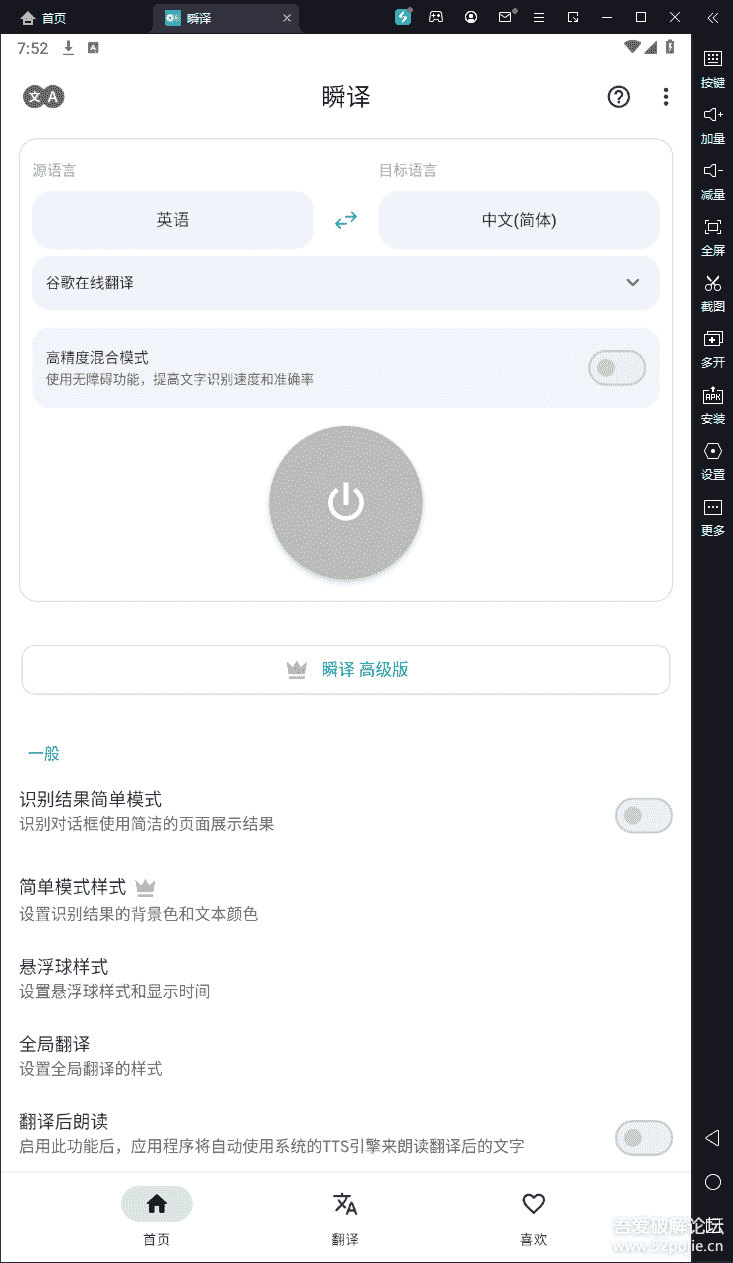 首页
瞬译
7:52
A
文A
瞬译
源语言
目标语言
英语
中文(简体)
谷歌在线翻译
高精度混合模式
使用无障碍功能，提高文字识别速度和准确率
瞬译 高级版
一般
识别结果简单模式
识别对话框使用简洁的页面展示结果
简单模式样式
设置识别结果的背景色和文本颜色
悬浮球样式
设置悬浮球样式和显示时间
全局翻译
设置全局翻译的样式
翻译后朗读
启用此功能后，应用程序将自动使用系统的TTS引擎来朗读翻译后的文字
首页
翻译
喜欢
按键
加量
减量
全屏
截图
多开
APK
安装
设置
更多
吾爱破解论坛
www.52pojie.cn